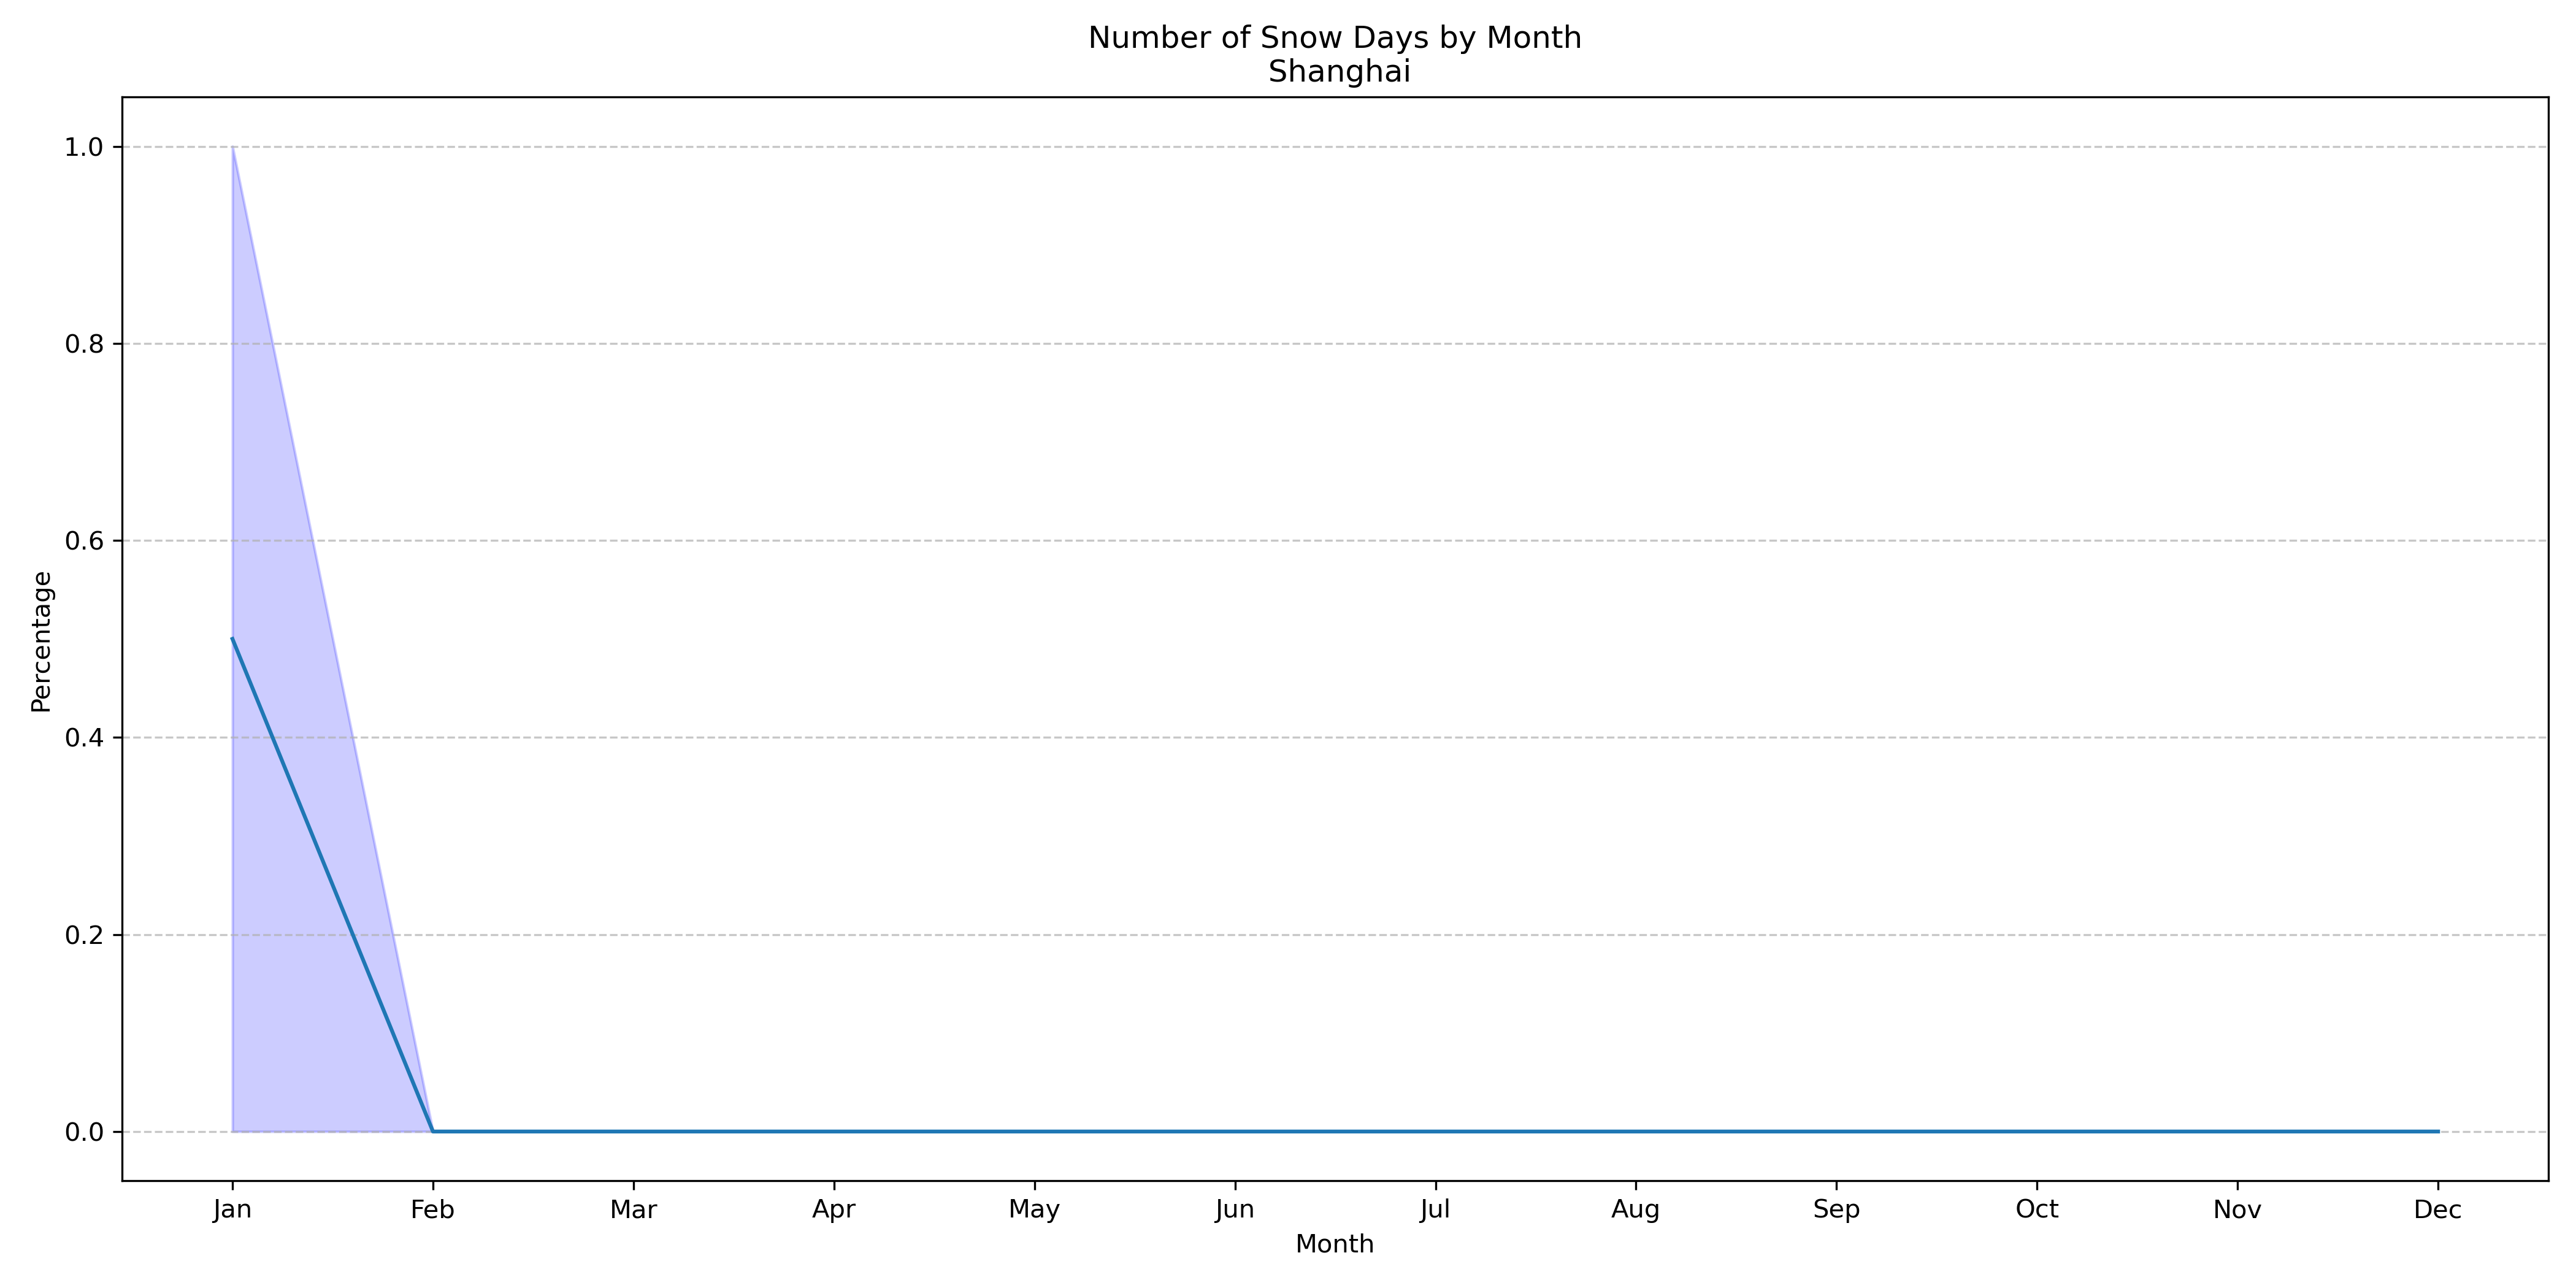 Number of Snow Days by Month
Shanghai
1.0
0.8
0.6
0.4
0.2
0.0
Percentage
Jan Feb Mar Apr May Jun Jul Aug Sep Oct Nov Dec
Month